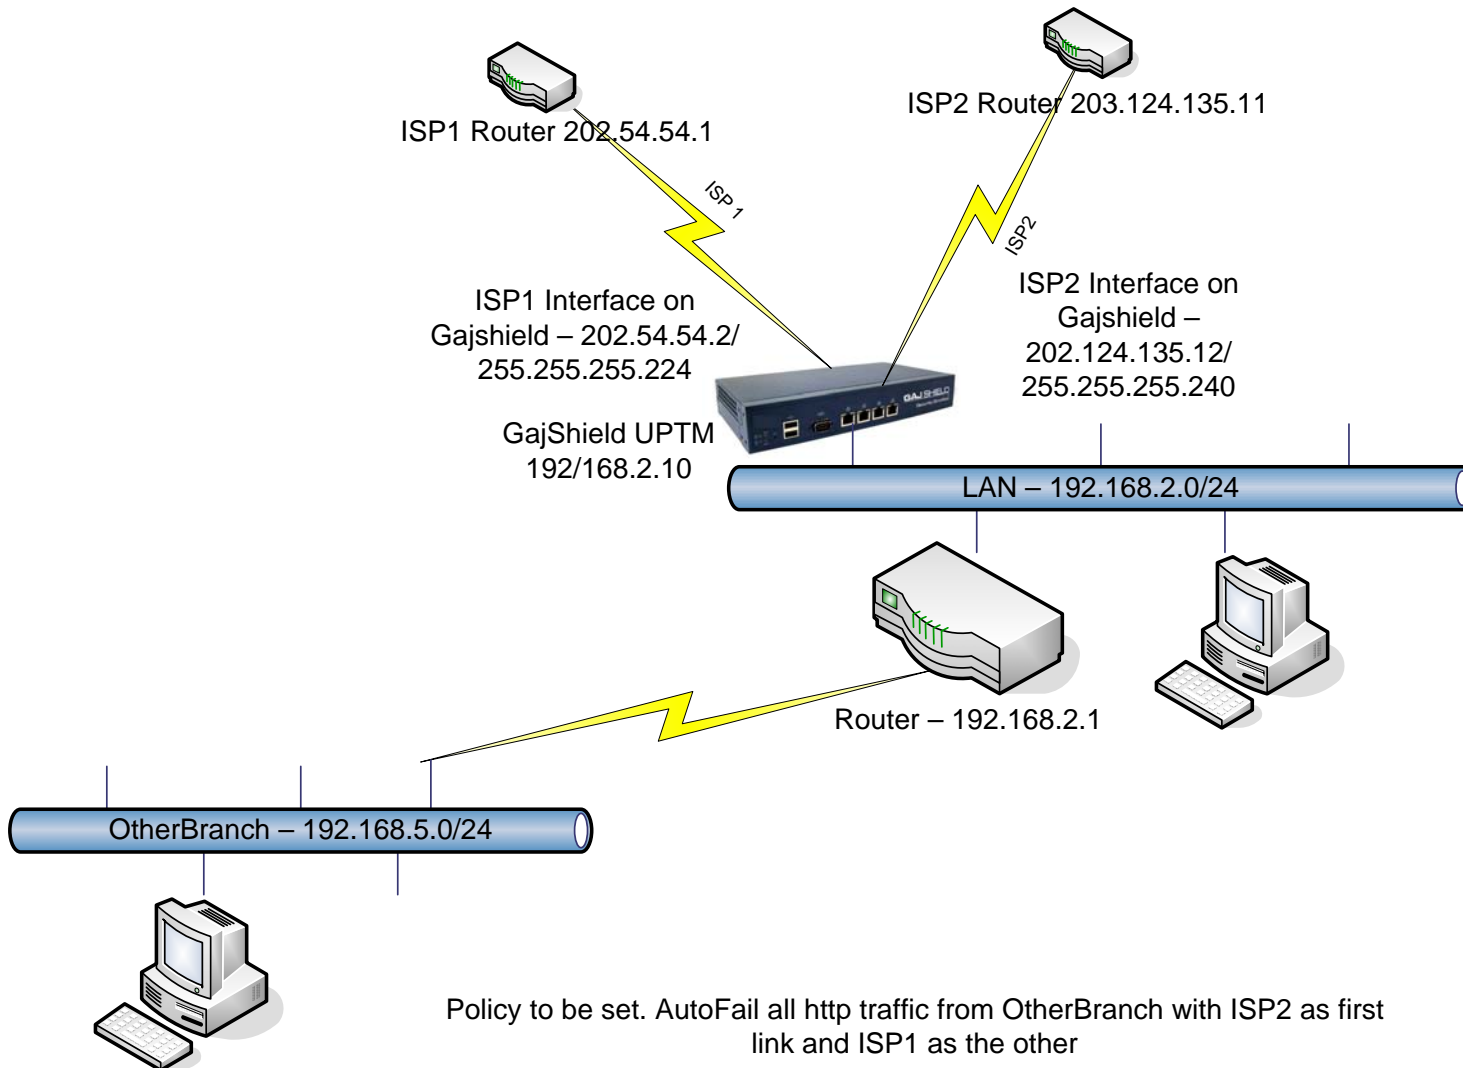 ISP1 Router 202.54.54.1
ISP2 Router 203.124.135.11
ISP 1
ISP2
ISP1 Interface on
Gajshield – 202.54.54.2/
255.255.255.224
ISP2 Interface on
Gajshield –
202.124.135.12/
255.255.255.240
GAJSHIELD
GajShield UPTM
192/168.2.10
LAN – 192.168.2.0/24
Router – 192.168.2.1
OtherBranch – 192.168.5.0/24
Policy to be set. AutoFail all http traffic from OtherBranch with ISP2 as first
link and ISP1 as the other